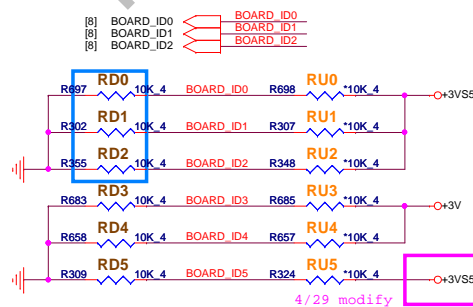 [8] BOARD_ID0 BOARD_ID0
[8] BOARD_ID1 BOARD_ID1
[8] BOARD_ID2 BOARD_ID2
RD0 RU0
R697 10K_4 BOARD_ID0 R698 *10K_4 +3VS5
RD1 RU1
R302 10K_4 BOARD_ID1 R307 *10K_4
RD2 RU2
R355 10K_4 BOARD_ID2 R348 *10K_4
RD3 RU3
R683 10K_4 BOARD_ID3 R685 *10K_4 +3V
RD4 RU4
R658 10K_4 BOARD_ID4 R657 *10K_4
RD5 RU5
R309 10K_4 BOARD_ID5 R324 *10K_4 +3VS5
4/29 modify